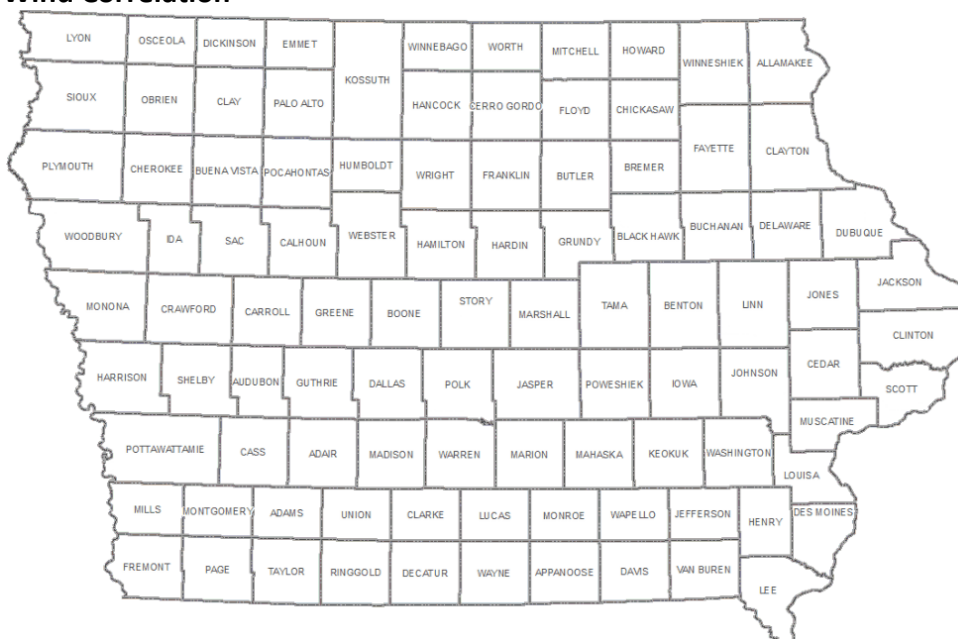 Wind Correlation
LYON OSCEOLA DICKINSON EMMET WINNEBAGO WORTH MITCHELL HOWARD
KOSSUTH WINNESHIEK ALLAMAKEE
SIOUX OBRIEN CLAY PALO ALTO HANCOCK CERRO GORDO FLOYD CHICKASAW
PLYMOUTH CHEROKEE BUENA VISTA POCAHONTAS HUMBOLDT WRIGHT FRANKLIN BUTLER BREMER FAYETTE CLAYTON
WOODBURY IDA SAC CALHOUN WEBSTER HAMILTON HARDIN GRUNDY BLACK HAWK BUCHANAN DELAWARE DUBUQUE
MONONA CRAWFORD CARROLL GREENE BOONE STORY MARSHALL TAMA BENTON LINN JONES JACKSON
CLINTON
HARRISON SHELBY AUDUBON GUTHRIE DALLAS POLK JASPER POWESHIEK IOWA JOHNSON CEDAR SCOTT
MUSCATINE
POTTAWATTAMIE CASS ADAIR MADISON WARREN MARION MAHASKA KEOKUK WASHINGTON
LOUISA
MILLS MONTGOMERY ADAMS UNION CLARKE LUCAS MONROE WAPELLO JEFFERSON HENRY DES MOINES
FREMONT PAGE TAYLOR RINGGOLD DECATUR WAYNE APPANOOSE DAVIS VAN BUREN
LEE